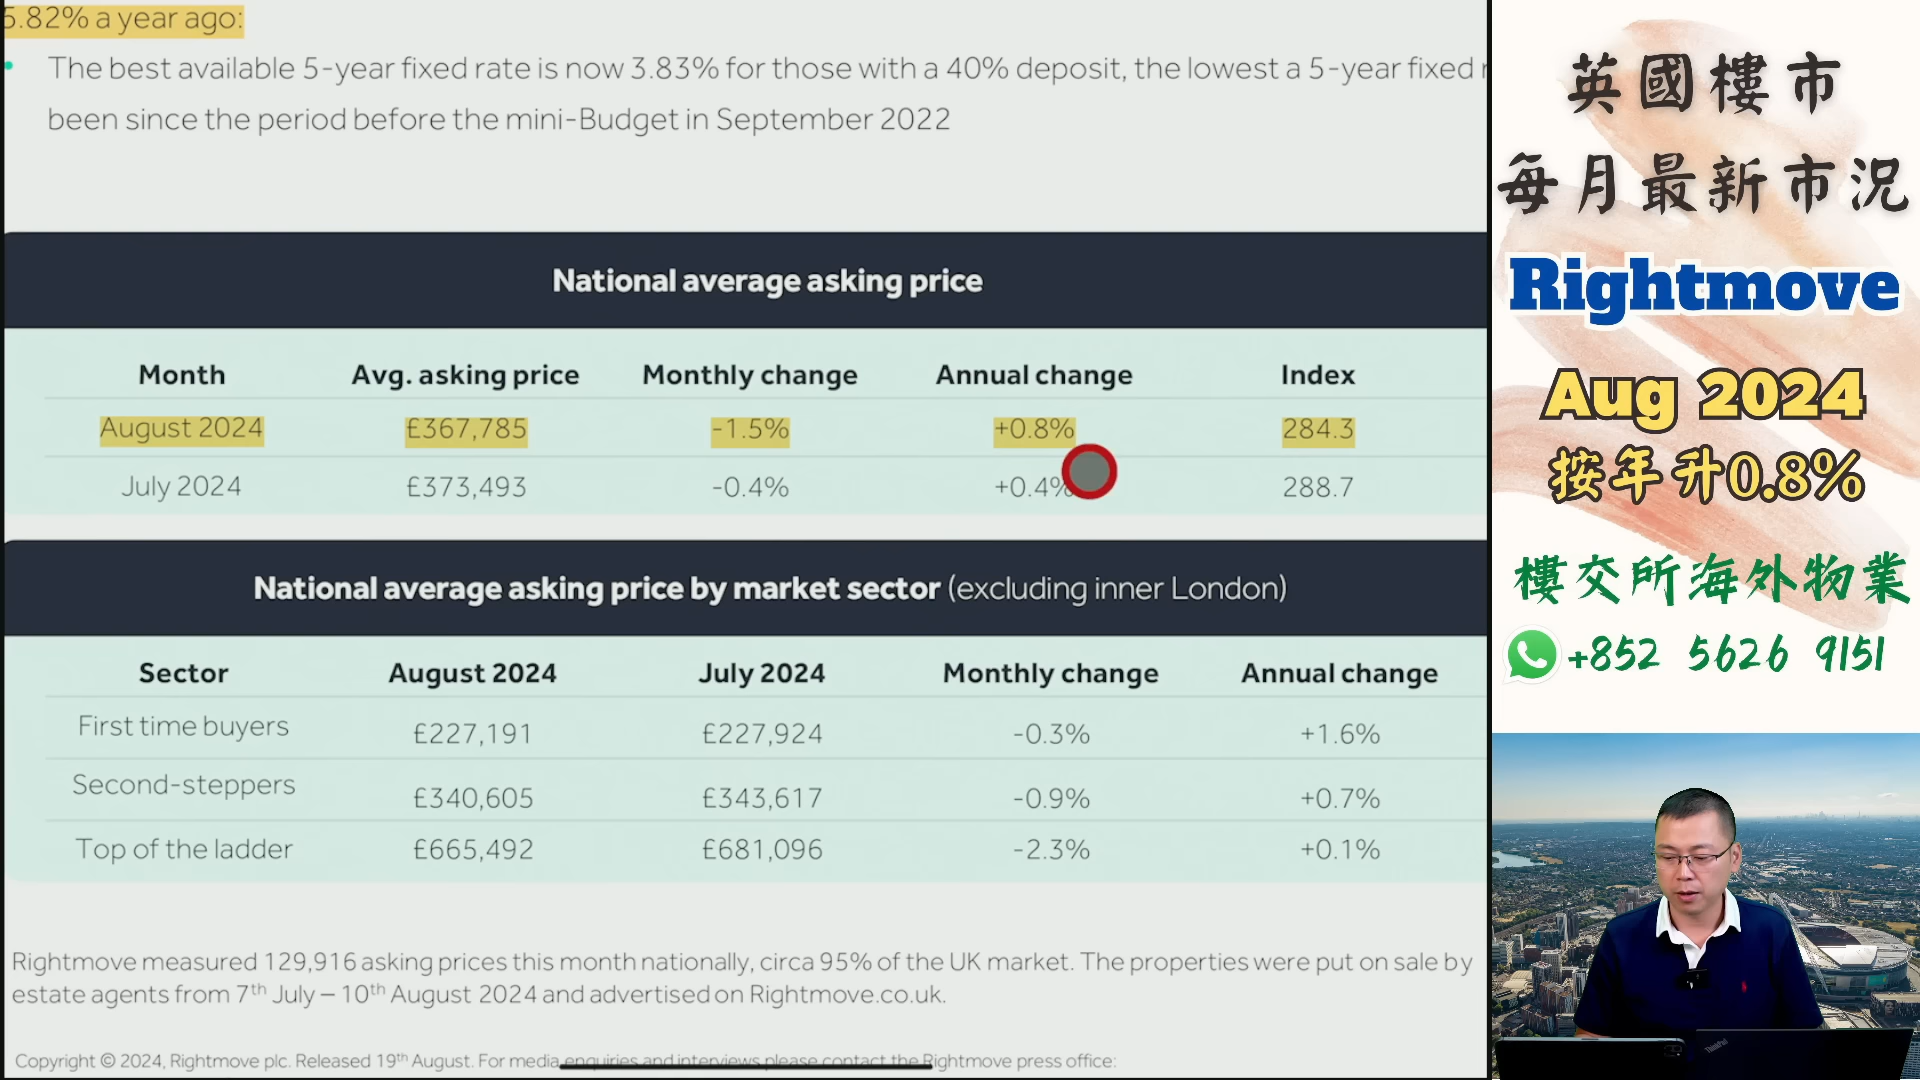 5.82% a year ago:
The best available 5-year fixed rate is now 3.83% for those with a 40% deposit, the lowest a 5-year fixed
been since the period before the mini-Budget in September 2022
National average asking price
Month Avg. asking price Monthly change Annual change Index
August 2024 £367,785 -1.5% +0.8% 284.3
July 2024 £373,493 -0.4% +0.4% 288.7
National average asking price by market sector (excluding inner London)
Sector August 2024 July 2024 Monthly change Annual change
First time buyers £227,191 £227,924 -0.3% +1.6%
Second-steppers £340,605 £343,617 -0.9% +0.7%
Top of the ladder £665,492 £681,096 -2.3% +0.1%
Rightmove measured 129,916 asking prices this month nationally, circa 95% of the UK market. The properties were put on sale by
estate agents from 7th July – 10th August 2024 and advertised on Rightmove.co.uk.
Copyright © 2024, Rightmove plc. Released 19th August. For media enquiries and interviews please contact the Rightmove press office:
英國樓市
每月最新市況
Rightmove
Aug 2024
按年升0.8%
樓交所海外物業
+852 5626 9151
ThinkPad